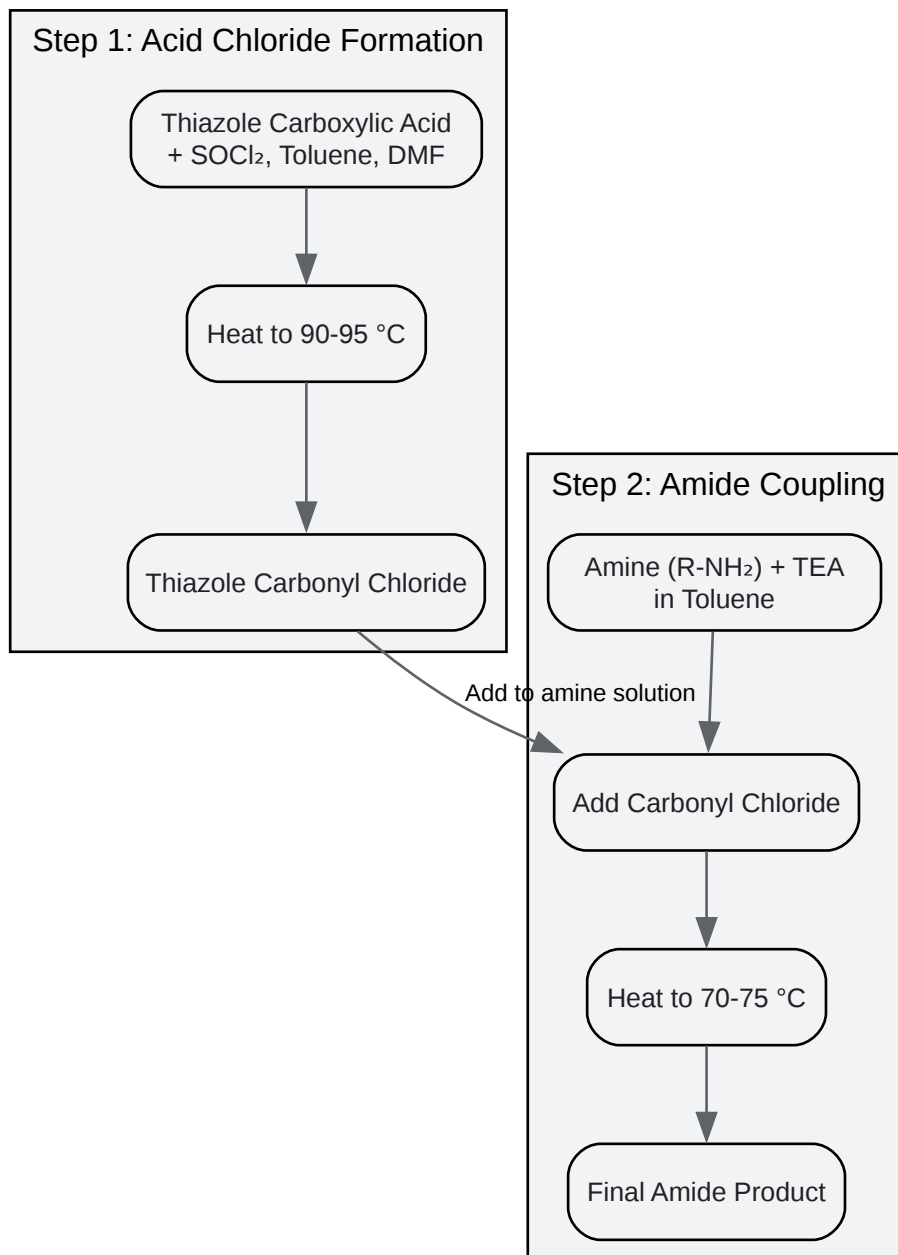 Step 1: Acid Chloride Formation
Thiazole Carboxylic Acid
+ SOCl₂, Toluene, DMF
Heat to 90-95 °C
Thiazole Carbonyl Chloride
Add to amine solution
Step 2: Amide Coupling
Amine (R-NH₂) + TEA
in Toluene
Add Carbonyl Chloride
Heat to 70-75 °C
Final Amide Product